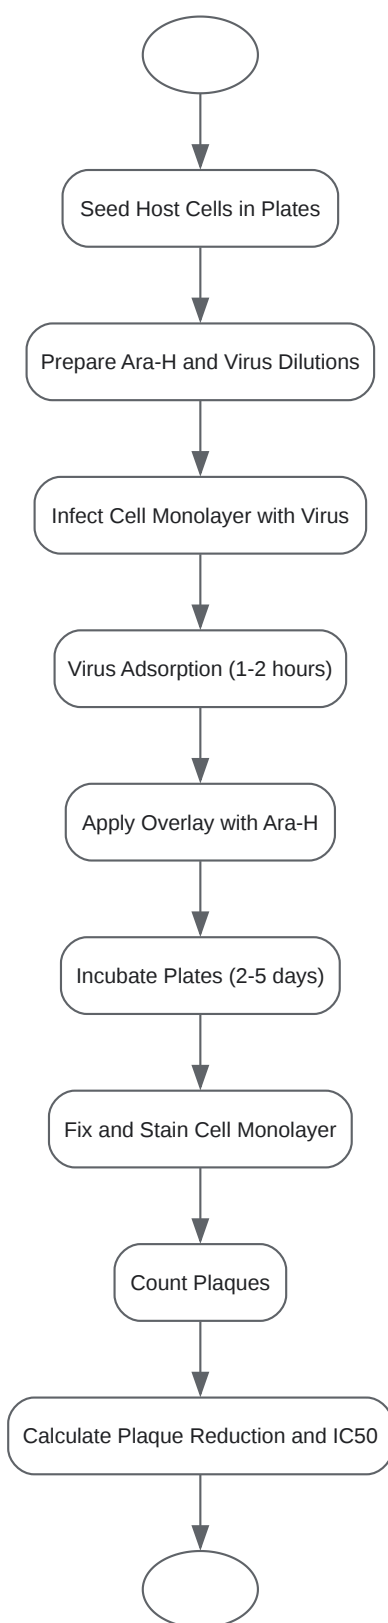 Seed Host Cells in Plates
Prepare Ara-H and Virus Dilutions
Infect Cell Monolayer with Virus
Virus Adsorption (1-2 hours)
Apply Overlay with Ara-H
Incubate Plates (2-5 days)
Fix and Stain Cell Monolayer
Count Plaques
Calculate Plaque Reduction and IC50